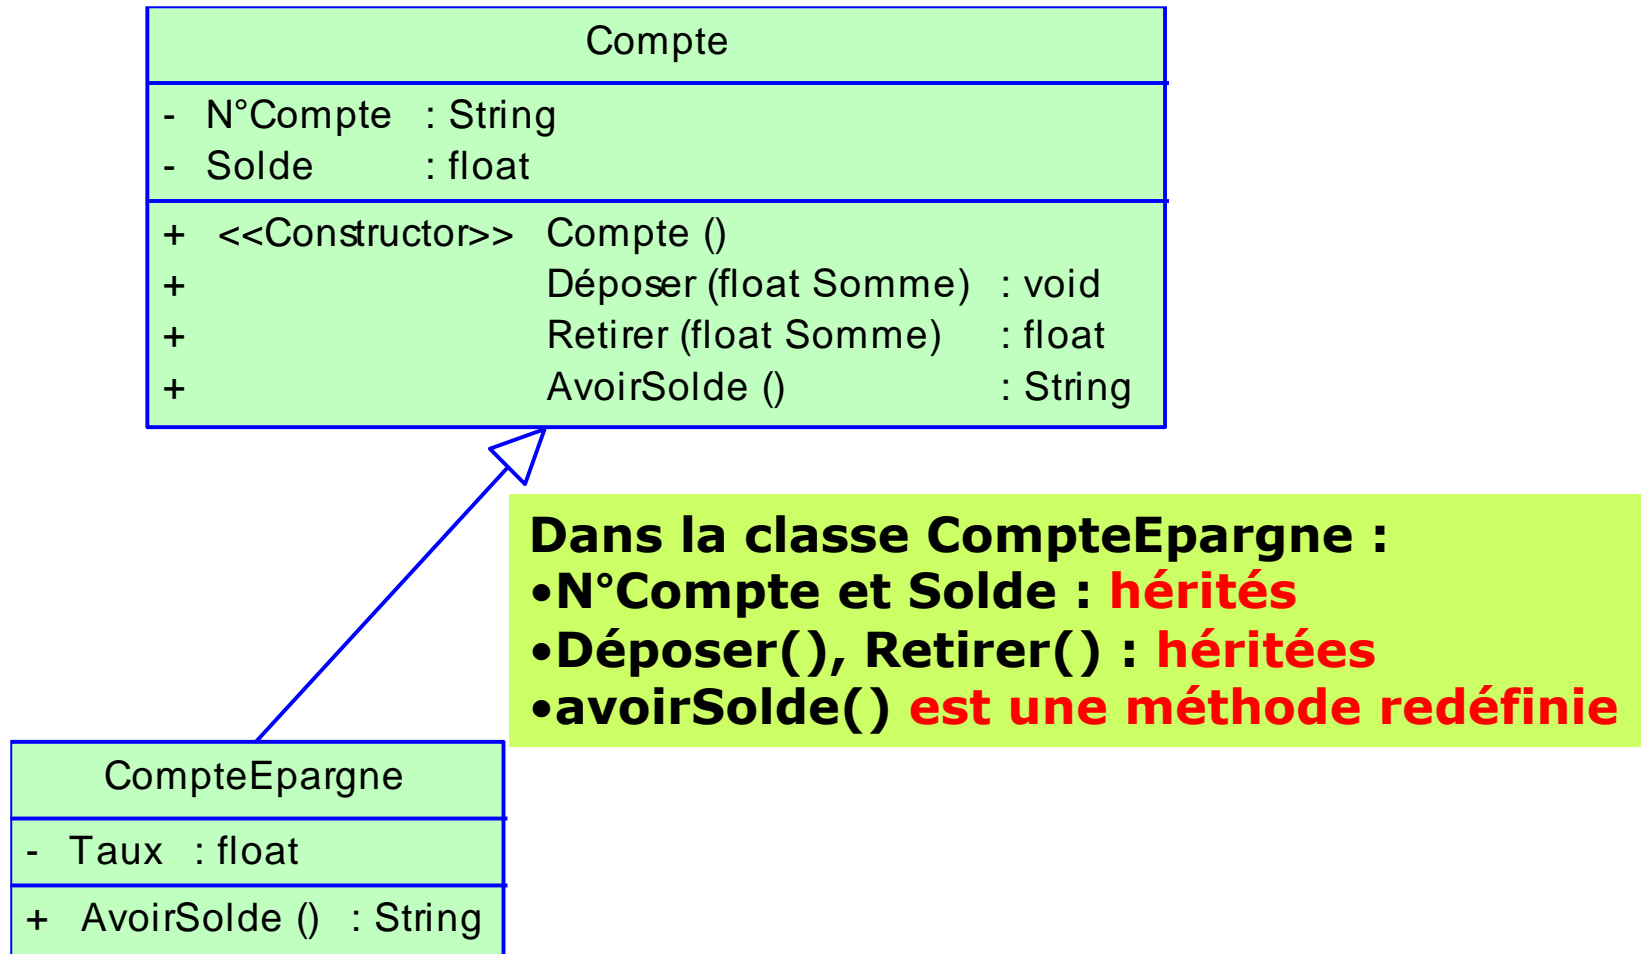 Compte
- N°Compte : String
- Solde : float
+ <<Constructor>> Compte ()
+ Déposer (float Somme) : void
+ Retirer (float Somme) : float
+ AvoirSolde () : String
Dans la classe CompteEpargne :
•N°Compte et Solde : hérités
•Déposer(), Retirer() : héritées
•avoirSolde() est une méthode redéfinie
CompteEpargne
- Taux : float
+ AvoirSolde () : String